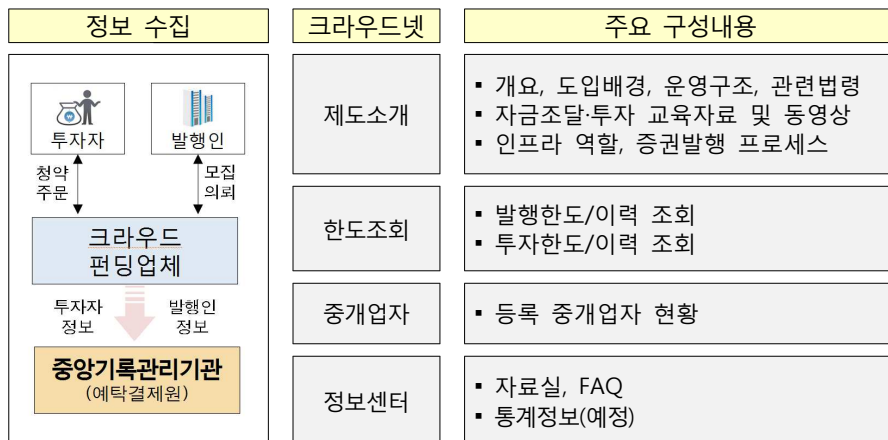 정보 수집
크라우드넷
주요 구성내용
투자자
발행인
청약
주문
모집
의뢰
크라우드
펀딩업체
투자자
정보
발행인
정보
중앙기록관리기관
(예탁결제원)
제도소개
▪ 개요, 도입배경, 운영구조, 관련법령
▪ 자금조달·투자 교육자료 및 동영상
▪ 인프라 역할, 증권발행 프로세스
한도조회
▪ 발행한도/이력 조회
▪ 투자한도/이력 조회
중개업자
▪ 등록 중개업자 현황
정보센터
▪ 자료실, FAQ
▪ 통계정보(예정)